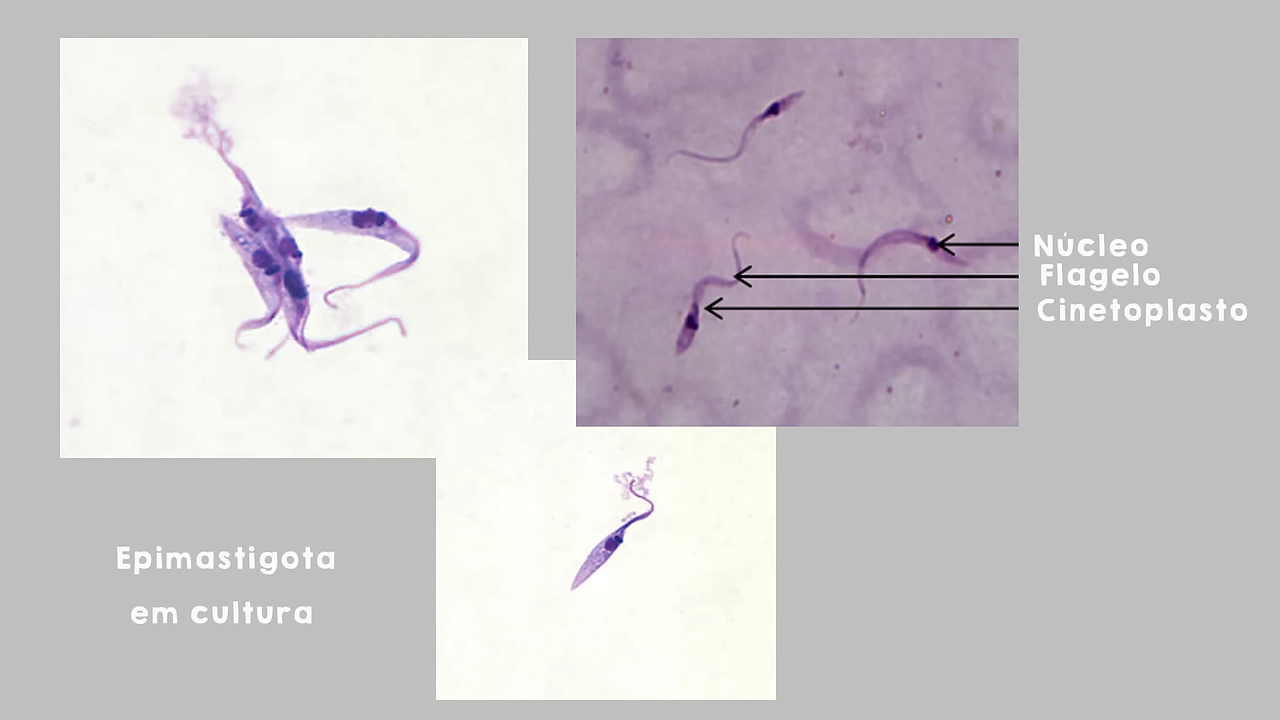 Núcleo
Flagelo
Cinetoplasto
Epimastigota
em cultura